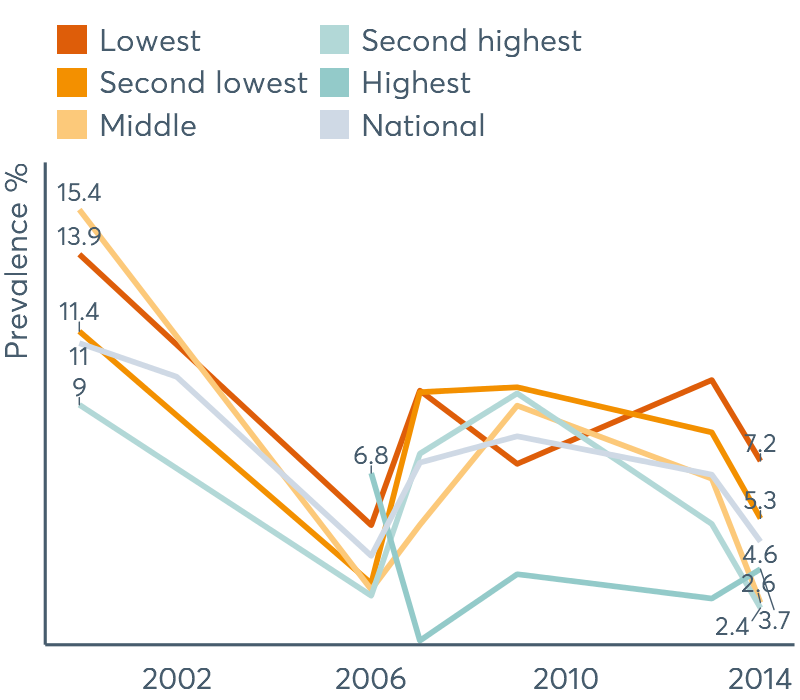 Lowest
Second highest
Second lowest
Highest
Middle
National
Prevalence %
15.4
13.9
11.4
11
9
6.8
7.2
5.3
4.6
2.6
2.4
3.7
2002
2006
2010
2014